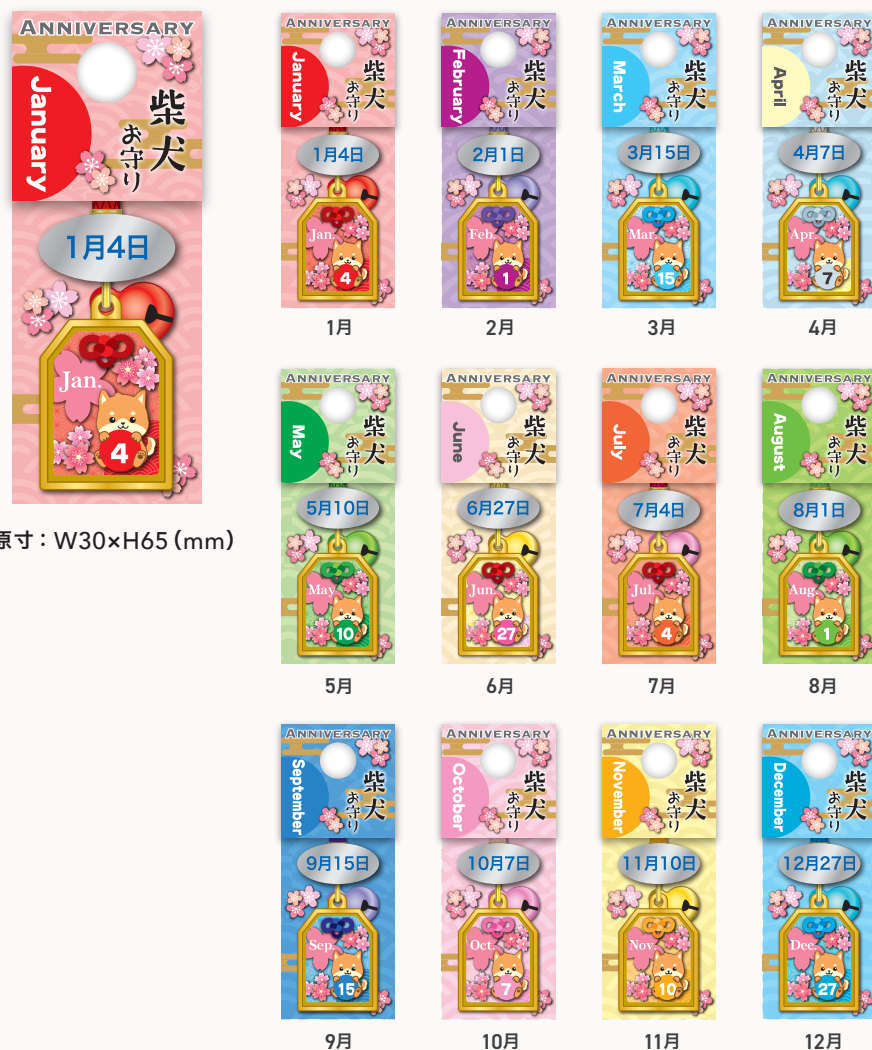 ANNIVERSARY
January
柴犬
お守り
1月4日
Jan.
4
原寸：W30×H65（mm）
ANNIVERSARY
January
柴犬
お守り
1月4日
Jan.
4
1月
ANNIVERSARY
February
柴犬
お守り
2月1日
Feb.
1
2月
ANNIVERSARY
March
柴犬
お守り
3月15日
Mar.
15
3月
ANNIVERSARY
April
柴犬
お守り
4月7日
Apr.
7
4月
ANNIVERSARY
May
柴犬
お守り
5月10日
May
10
5月
ANNIVERSARY
June
柴犬
お守り
6月27日
Jun.
27
6月
ANNIVERSARY
July
柴犬
お守り
7月4日
Jul.
4
7月
ANNIVERSARY
August
柴犬
お守り
8月1日
Aug.
1
8月
ANNIVERSARY
September
柴犬
お守り
9月15日
Sep.
15
9月
ANNIVERSARY
October
柴犬
お守り
10月7日
Oct.
7
10月
ANNIVERSARY
November
柴犬
お守り
11月10日
Nov.
10
11月
ANNIVERSARY
December
柴犬
お守り
12月27日
Dec.
27
12月